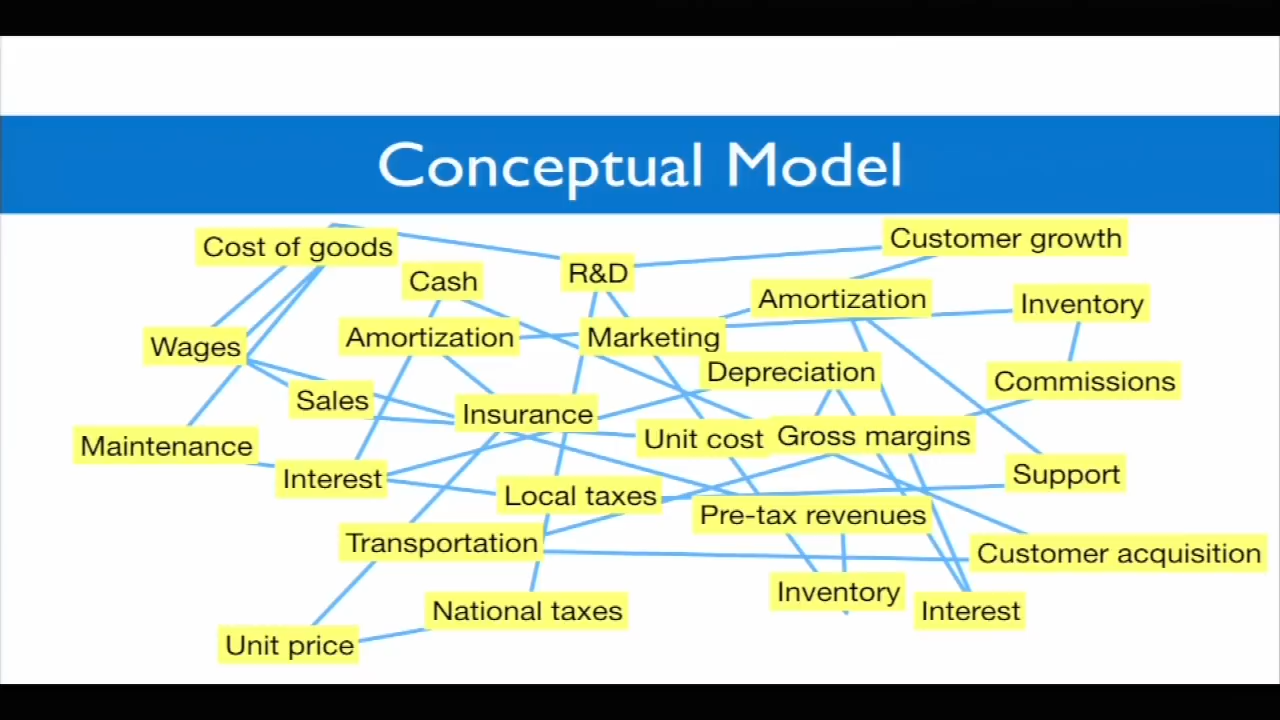 Conceptual Model
Cost of goods
Customer growth
Cash
R&D
Amortization
Inventory
Wages
Amortization
Marketing
Depreciation
Commissions
Sales
Insurance
Maintenance
Unit cost
Gross margins
Interest
Local taxes
Support
Pre-tax revenues
Transportation
Customer acquisition
National taxes
Inventory
Interest
Unit price